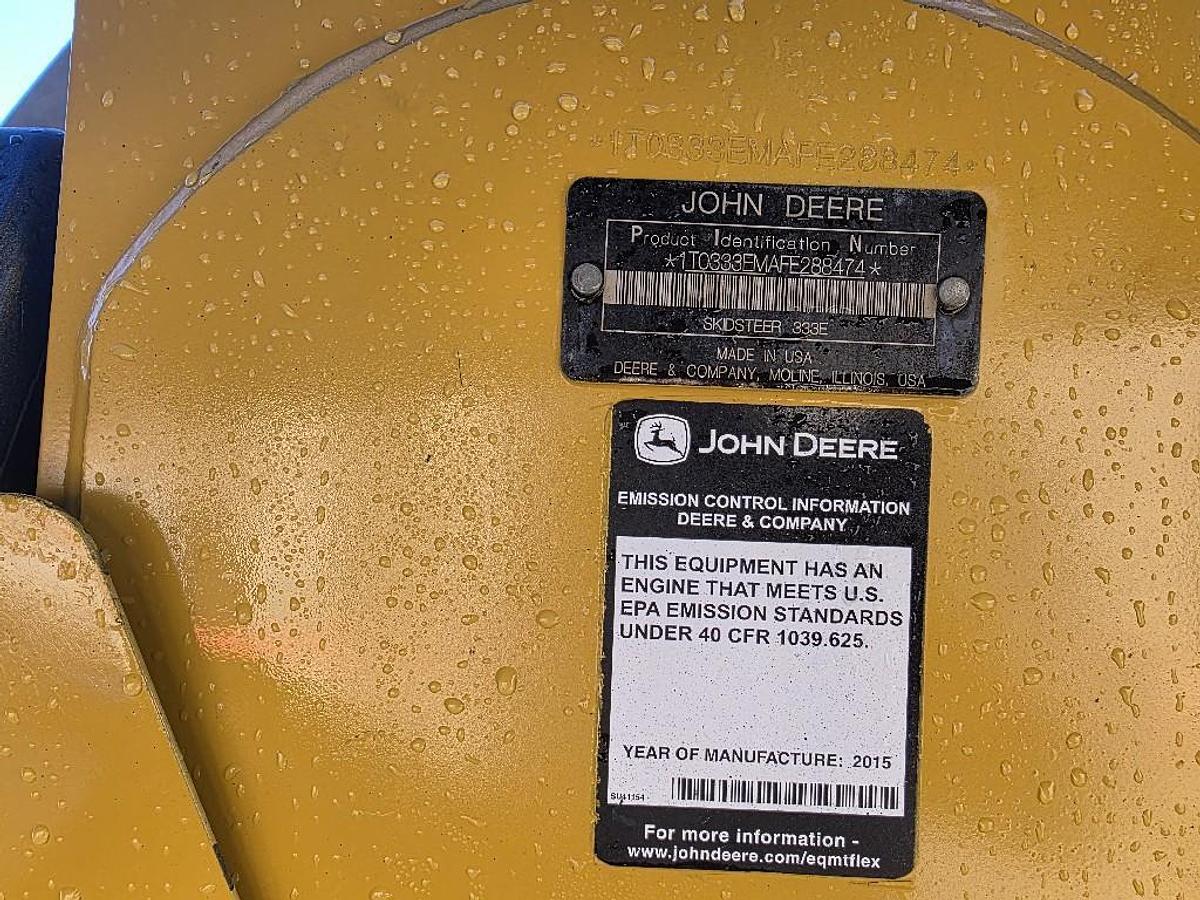 *1T0333EMAFE288474*
JOHN DEERE
Product Identification Number
*1T0333EMAFE288474*
SKIDSTEER 333E
MADE IN USA
DEERE & COMPANY, MOLINE, ILLINOIS, USA
JOHN DEERE
EMISSION CONTROL INFORMATION
DEERE & COMPANY
THIS EQUIPMENT HAS AN
ENGINE THAT MEETS U.S.
EPA EMISSION STANDARDS
UNDER 40 CFR 1039.625.
YEAR OF MANUFACTURE: 2015
SU41154
For more information -
www.johndeere.com/eqmtflex